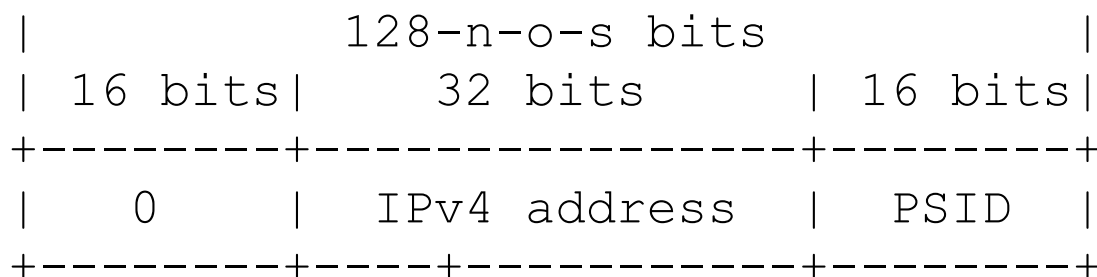 |          128-n-o-s bits          |
| 16 bits|    32 bits     | 16 bits|
+--------+----------------+--------+
|   0    |  IPv4 address  |  PSID  |
+--------+----+-----------+--------+